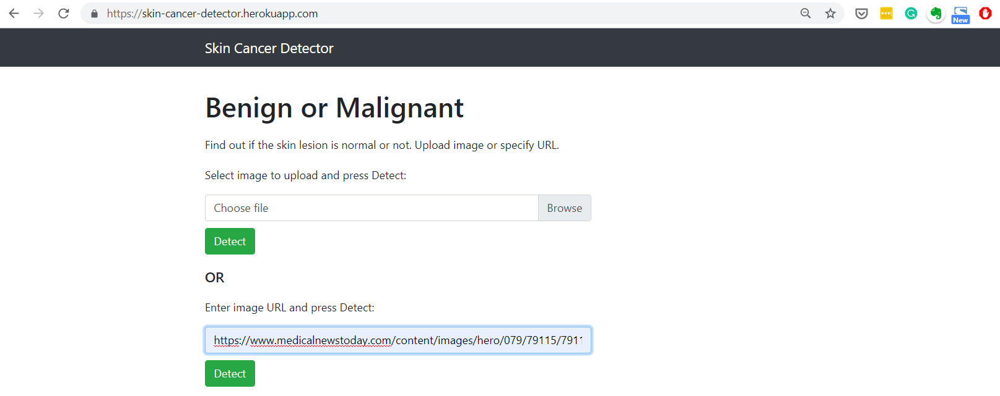 https://skin-cancer-detector.herokuapp.com
New
Skin Cancer Detector
Benign or Malignant
Find out if the skin lesion is normal or not. Upload image or specify URL.
Select image to upload and press Detect:
Choose file Browse
Detect
OR
Enter image URL and press Detect:
https://www.medicalnewstoday.com/content/images/hero/079/79115/7911
Detect